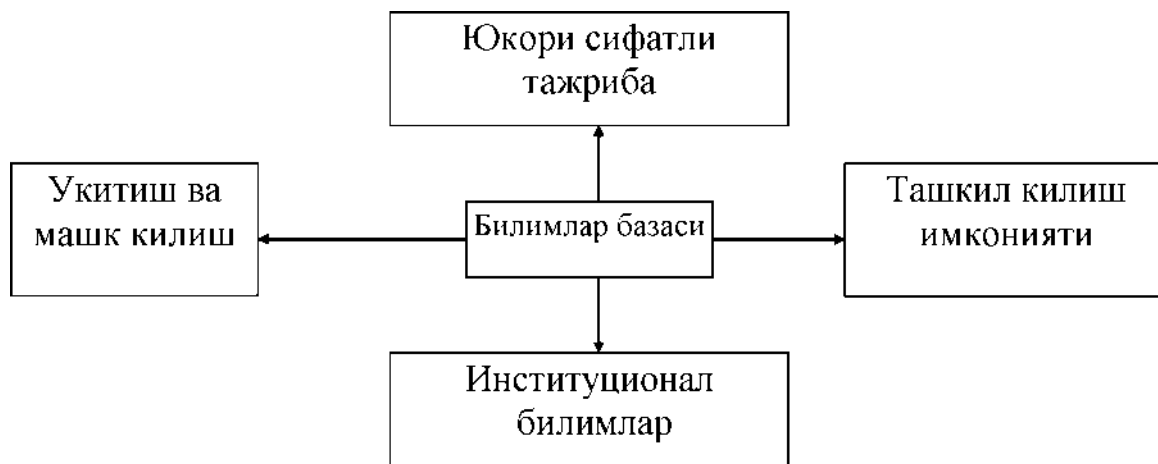 Юкори сифатли
тажриба
Укитиш ва
машк килиш
Билимлар базаси
Ташкил килиш
имконияти
Институционал
билимлар